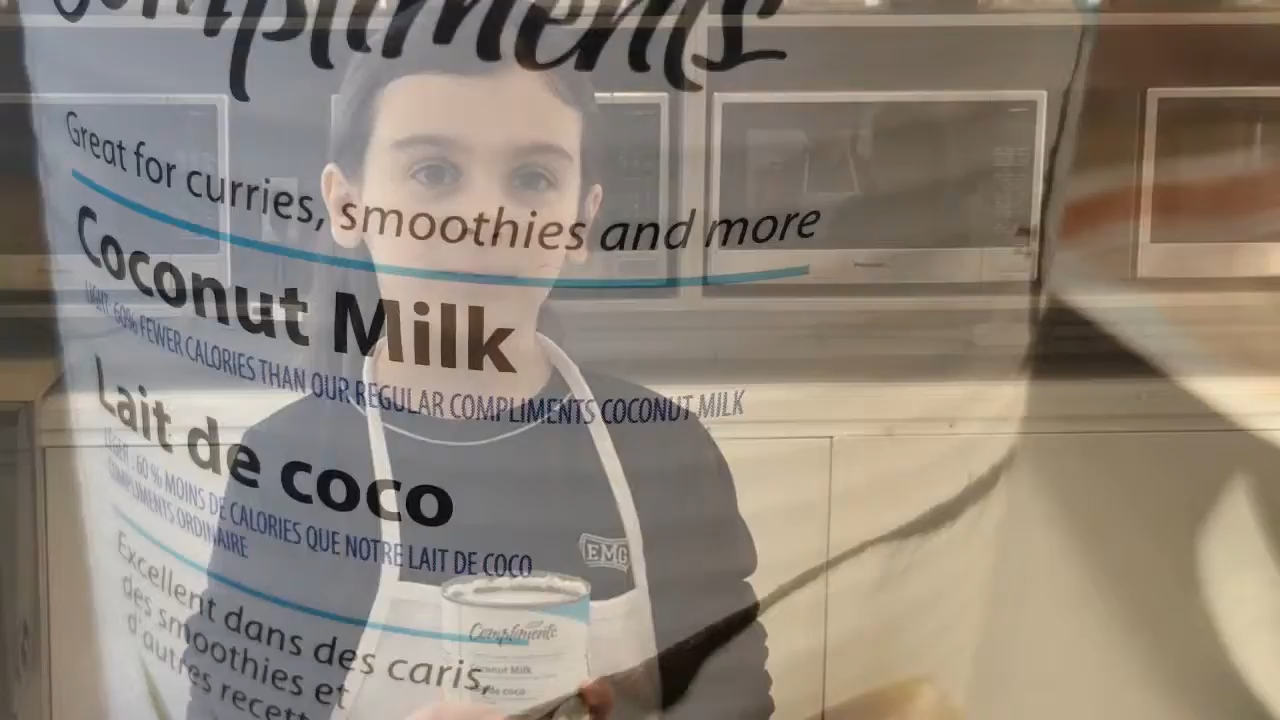 Compliments
Great for curries, smoothies and more
Coconut Milk
LIGHT. 60% FEWER CALORIES THAN OUR REGULAR COMPLIMENTS COCONUT MILK
Lait de coco
LÉGER. 60 % MOINS DE CALORIES QUE NOTRE LAIT DE COCO
COMPLIMENTS ORDINAIRE
Excellent dans des caris,
des smoothies et
d'autres recett
EMG
Compliments
Coconut Milk
de coco